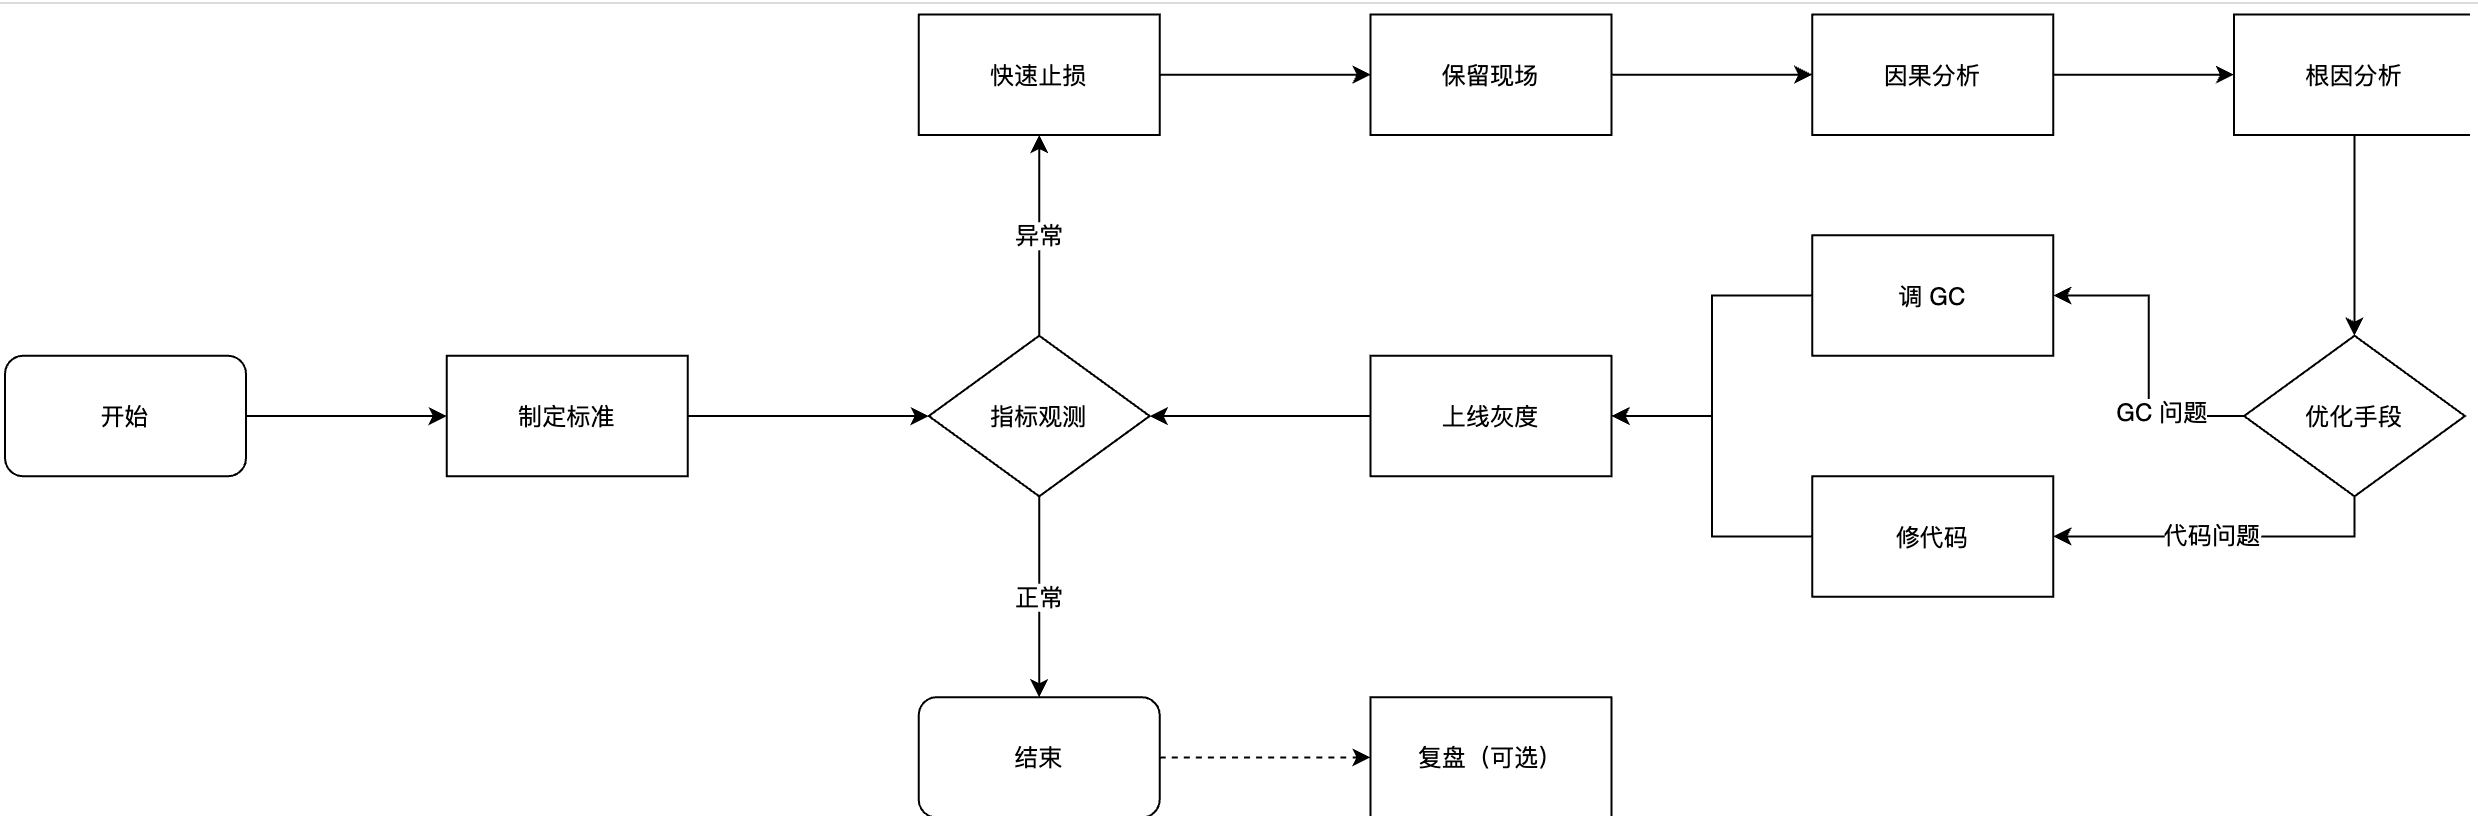 快速止损
保留现场
因果分析
根因分析
异常
调 GC
开始
制定标准
指标观测
上线灰度
GC 问题
优化手段
修代码
代码问题
正常
结束
复盘（可选）